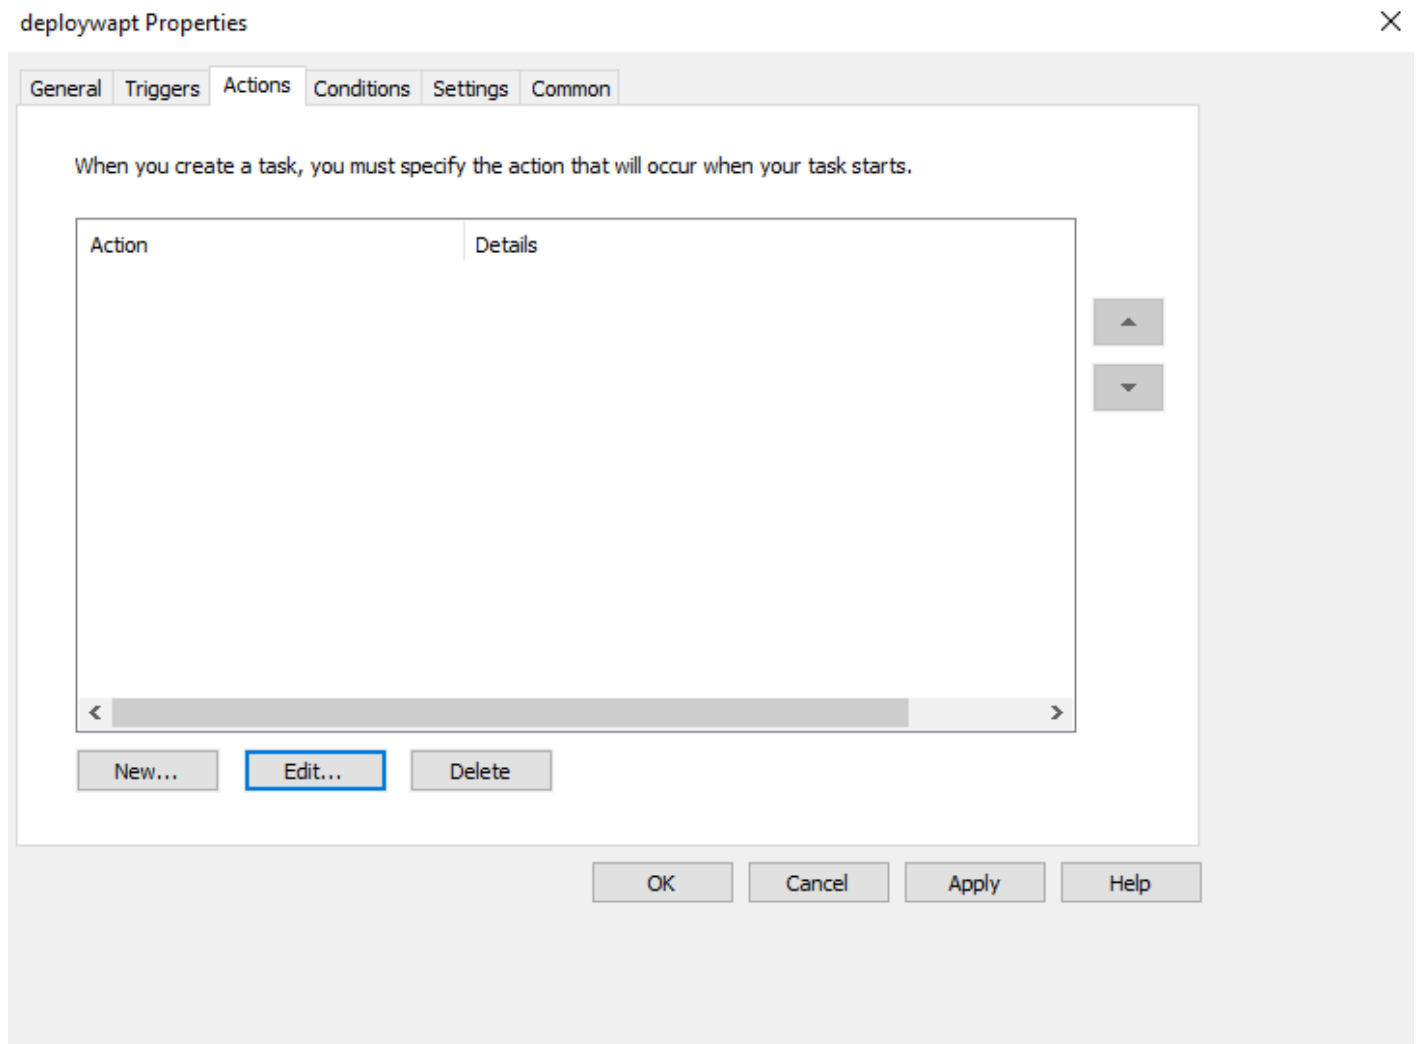 deploywapt Properties
General Triggers Actions Conditions Settings Common
When you create a task, you must specify the action that will occur when your task starts.
Action Details
New... Edit... Delete
OK Cancel Apply Help